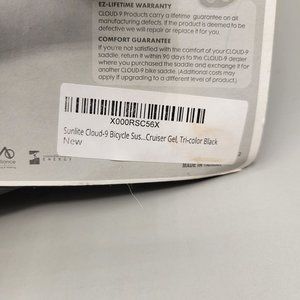 EZ-LIFETIME WARRANTY
CLOUD-9 Products carry a lifetime guarantee on all
manufacturing defects. If the product is deemed to be
defective we will repair or replace it for you.
COMFORT GUARANTEE
If you're not satisfied with the comfort of your CLOUD-9
saddle, return it within 90 days to the CLOUD-9 dealer
where you purchased the saddle and exchange it for
another CLOUD-9 bike saddle. (Additional costs may
apply if upgrading to a different level of product.)
X000RSC56X
Sunlite Cloud-9 Bicycle Sus...Cruiser Gel, Tri-color Black
New
ENERGY
MADE IN